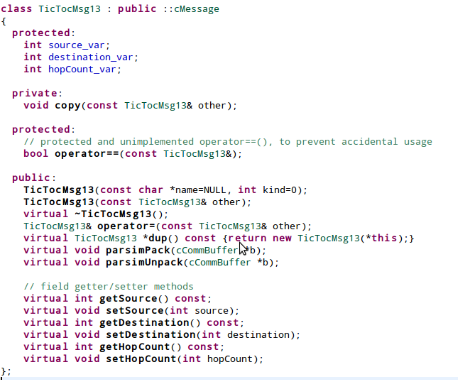 class TicTocMsg13 : public ::cMessage
{
  protected:
    int source_var;
    int destination_var;
    int hopCount_var;

  private:
    void copy(const TicTocMsg13& other);

  protected:
    // protected and unimplemented operator==(), to prevent accidental usage
    bool operator==(const TicTocMsg13&);

  public:
    TicTocMsg13(const char *name=NULL, int kind=0);
    TicTocMsg13(const TicTocMsg13& other);
    virtual ~TicTocMsg13();
    TicTocMsg13& operator=(const TicTocMsg13& other);
    virtual TicTocMsg13 *dup() const {return new TicTocMsg13(*this);}
    virtual void parsimPack(cCommBuffer *b);
    virtual void parsimUnpack(cCommBuffer *b);

    // field getter/setter methods
    virtual int getSource() const;
    virtual void setSource(int source);
    virtual int getDestination() const;
    virtual void setDestination(int destination);
    virtual int getHopCount() const;
    virtual void setHopCount(int hopCount);
};